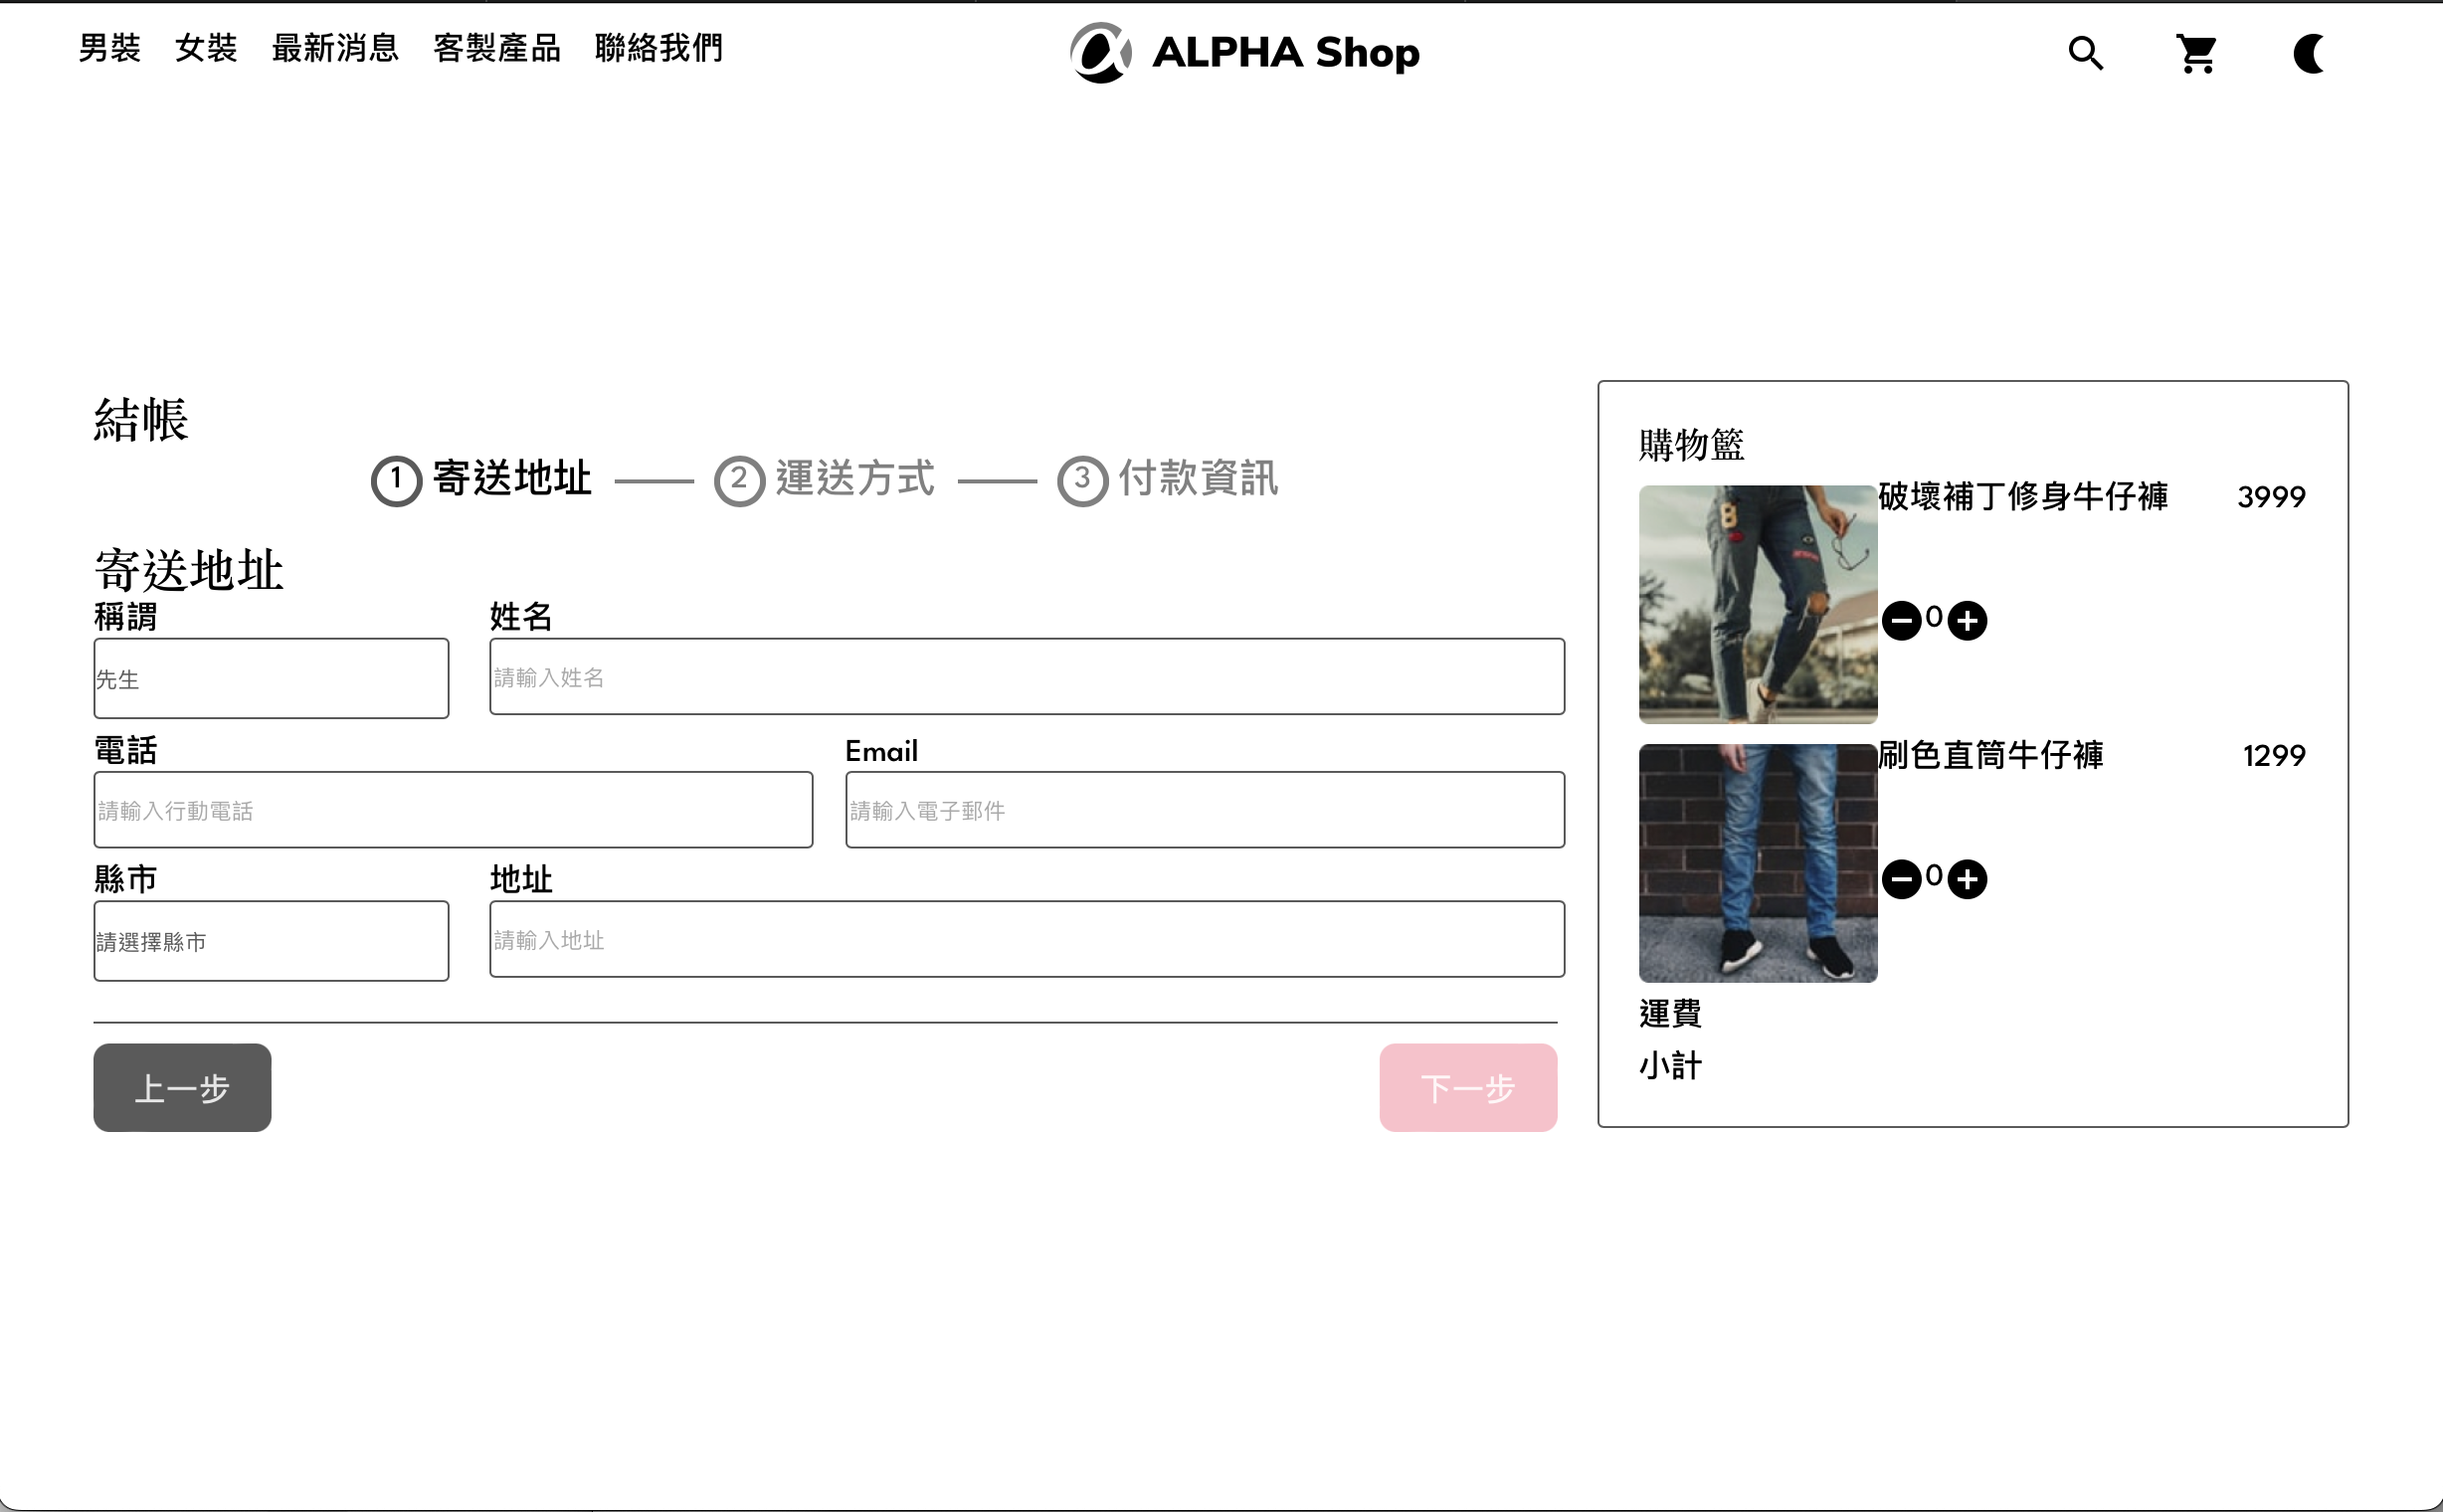 男裝 女裝 最新消息 客製產品 聯絡我們 ALPHA Shop
結帳
1 寄送地址 2 運送方式 3 付款資訊
寄送地址
稱謂 姓名
先生 請輸入姓名
電話 Email
請輸入行動電話 請輸入電子郵件
縣市 地址
請選擇縣市 請輸入地址
上一步 下一步
購物籃
破壞補丁修身牛仔褲 3999
0
刷色直筒牛仔褲 1299
0
運費
小計